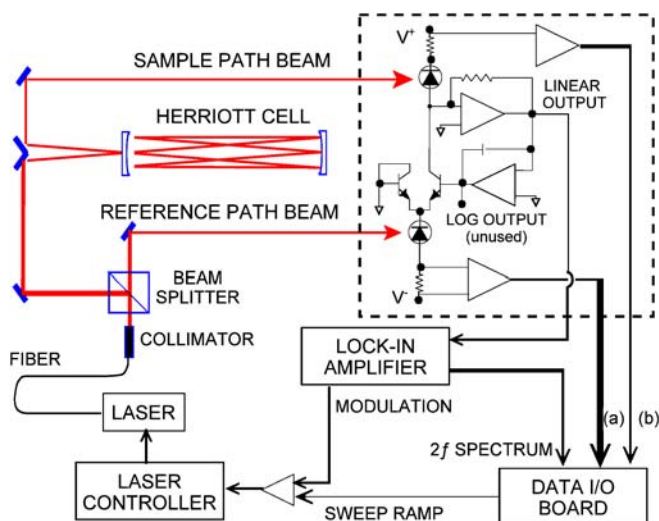 V+
SAMPLE PATH BEAM
LINEAR
OUTPUT
HERRIOTT CELL
REFERENCE PATH BEAM
LOG OUTPUT
(unused)
BEAM
SPLITTER
V-
COLLIMATOR
FIBER
LOCK-IN
AMPLIFIER
LASER
MODULATION
(a)
(b)
2f SPECTRUM
LASER
CONTROLLER
DATA I/O
BOARD
SWEEP RAMP